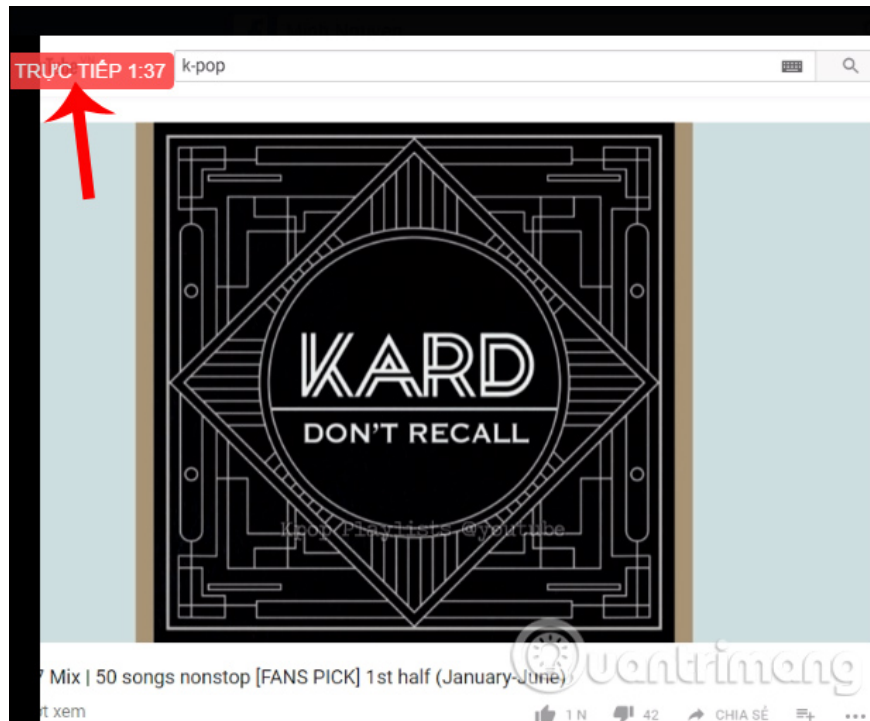 TRỰC TIẾP 1:37
k-pop
KARD
DON'T RECALL
Kpop Playlists @youtube
7 Mix | 50 songs nonstop [FANS PICK] 1st half (January-June)
uantrimang
xem
1 N
42
CHIA SẺ